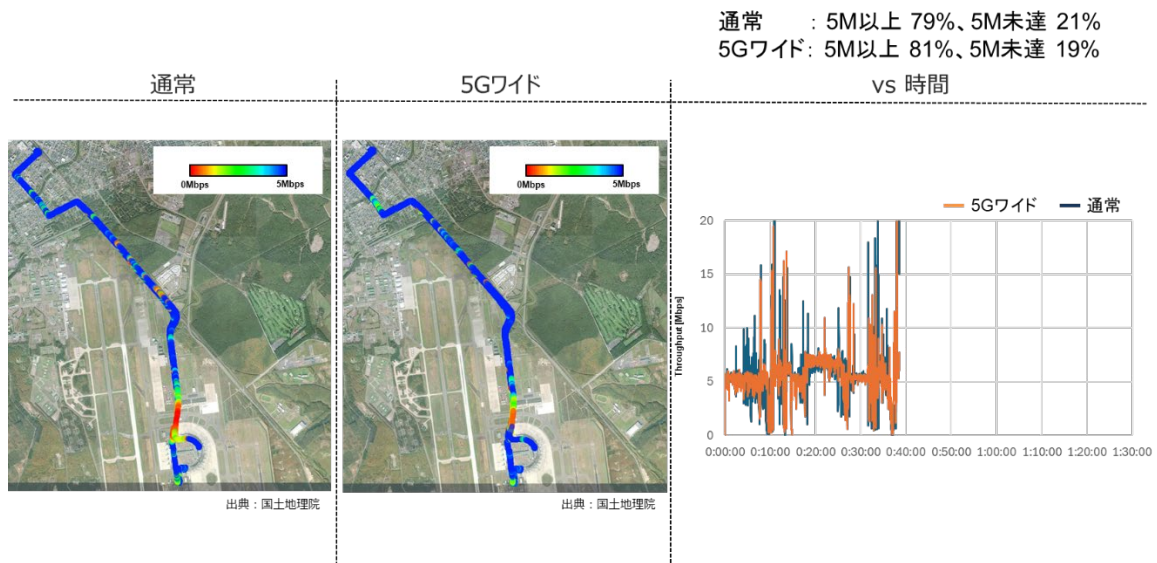 通常　　: 5M以上 79%、5M未達 21%
5Gワイド: 5M以上 81%、5M未達 19%
通常
5Gワイド
vs 時間
0Mbps 5Mbps
0Mbps 5Mbps
5Gワイド 通常
Throughput [Mbps]
20
15
10
5
0
0:00:00 0:10:00 0:20:00 0:30:00 0:40:00 0:50:00 1:00:00 1:10:00 1:20:00 1:30:00
出典：国土地理院
出典：国土地理院